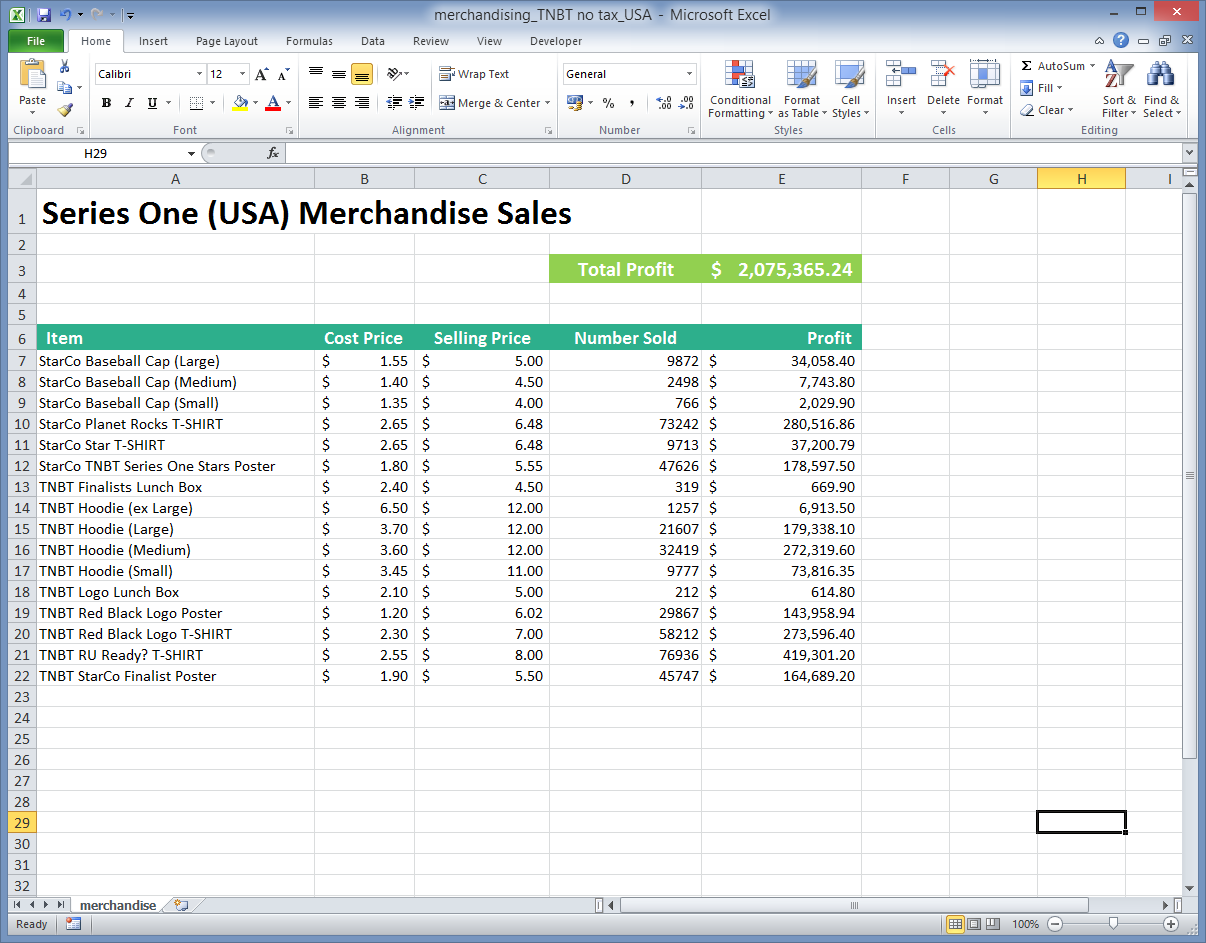 merchandising_TNBT no tax_USA - Microsoft Excel
File Home Insert Page Layout Formulas Data Review View Developer
Calibri 12 Wrap Text General AutoSum
Paste Conditional Format Cell Insert Delete Format Fill Sort & Find &
B I U Merge & Center % , Formatting as Table Styles Clear Filter Select
Clipboard Font Alignment Number Styles Cells Editing
H29 fx
A B C D E F G H I
1 Series One (USA) Merchandise Sales
2
3 Total Profit $ 2,075,365.24
4
5
6 Item Cost Price Selling Price Number Sold Profit
7 StarCo Baseball Cap (Large) $ 1.55 $ 5.00 9872 $ 34,058.40
8 StarCo Baseball Cap (Medium) $ 1.40 $ 4.50 2498 $ 7,743.80
9 StarCo Baseball Cap (Small) $ 1.35 $ 4.00 766 $ 2,029.90
10 StarCo Planet Rocks T-SHIRT $ 2.65 $ 6.48 73242 $ 280,516.86
11 StarCo Star T-SHIRT $ 2.65 $ 6.48 9713 $ 37,200.79
12 StarCo TNBT Series One Stars Poster $ 1.80 $ 5.55 47626 $ 178,597.50
13 TNBT Finalists Lunch Box $ 2.40 $ 4.50 319 $ 669.90
14 TNBT Hoodie (ex Large) $ 6.50 $ 12.00 1257 $ 6,913.50
15 TNBT Hoodie (Large) $ 3.70 $ 12.00 21607 $ 179,338.10
16 TNBT Hoodie (Medium) $ 3.60 $ 12.00 32419 $ 272,319.60
17 TNBT Hoodie (Small) $ 3.45 $ 11.00 9777 $ 73,816.35
18 TNBT Logo Lunch Box $ 2.10 $ 5.00 212 $ 614.80
19 TNBT Red Black Logo Poster $ 1.20 $ 6.02 29867 $ 143,958.94
20 TNBT Red Black Logo T-SHIRT $ 2.30 $ 7.00 58212 $ 273,596.40
21 TNBT RU Ready? T-SHIRT $ 2.55 $ 8.00 76936 $ 419,301.20
22 TNBT StarCo Finalist Poster $ 1.90 $ 5.50 45747 $ 164,689.20
23
24
25
26
27
28
29
30
31
32
merchandise
Ready 100%